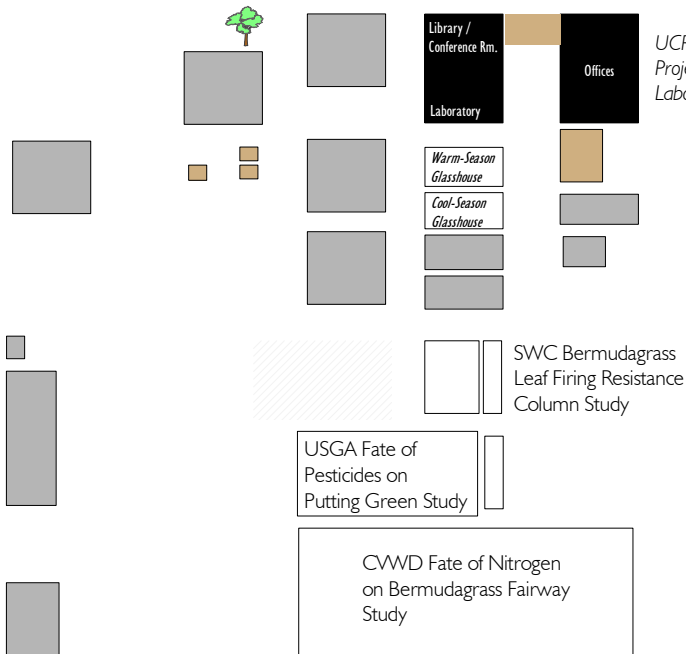 Library /
Conference Rm.
Laboratory
Offices
Warm-Season
Glasshouse
Cool-Season
Glasshouse
SWC Bermudagrass
Leaf Firing Resistance
Column Study
USGA Fate of
Pesticides on
Putting Green Study
CVWD Fate of Nitrogen
on Bermudagrass Fairway
Study